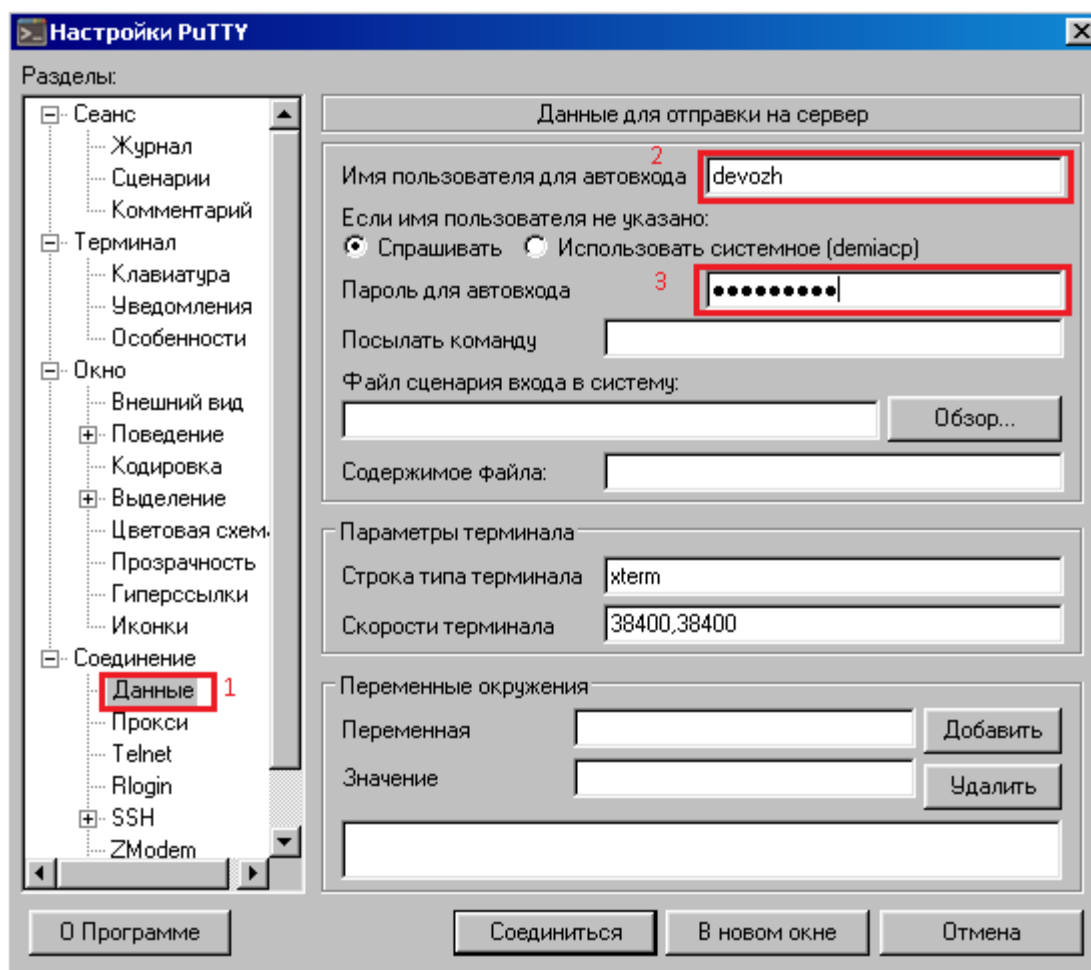 Настройки PuTTY
Разделы:
Сеанс
Журнал
Сценарии
Комментарий
Терминал
Клавиатура
Уведомления
Особенности
Окно
Внешний вид
Поведение
Кодировка
Выделение
Цветовая схем
Прозрачность
Гиперссылки
Иконки
Соединение
Данные 1
Прокси
Telnet
Rlogin
SSH
ZModem
Данные для отправки на сервер
2
Имя пользователя для автовхода devozh
Если имя пользователя не указано:
Спрашивать Использовать системное (demiacp)
Пароль для автовхода 3 •••••••••
Посылать команду
Файл сценария входа в систему:
Обзор...
Содержимое файла:
Параметры терминала
Строка типа терминала xterm
Скорости терминала 38400,38400
Переменные окружения
Переменная Добавить
Значение Удалить
О Программе Соединиться В новом окне Отмена